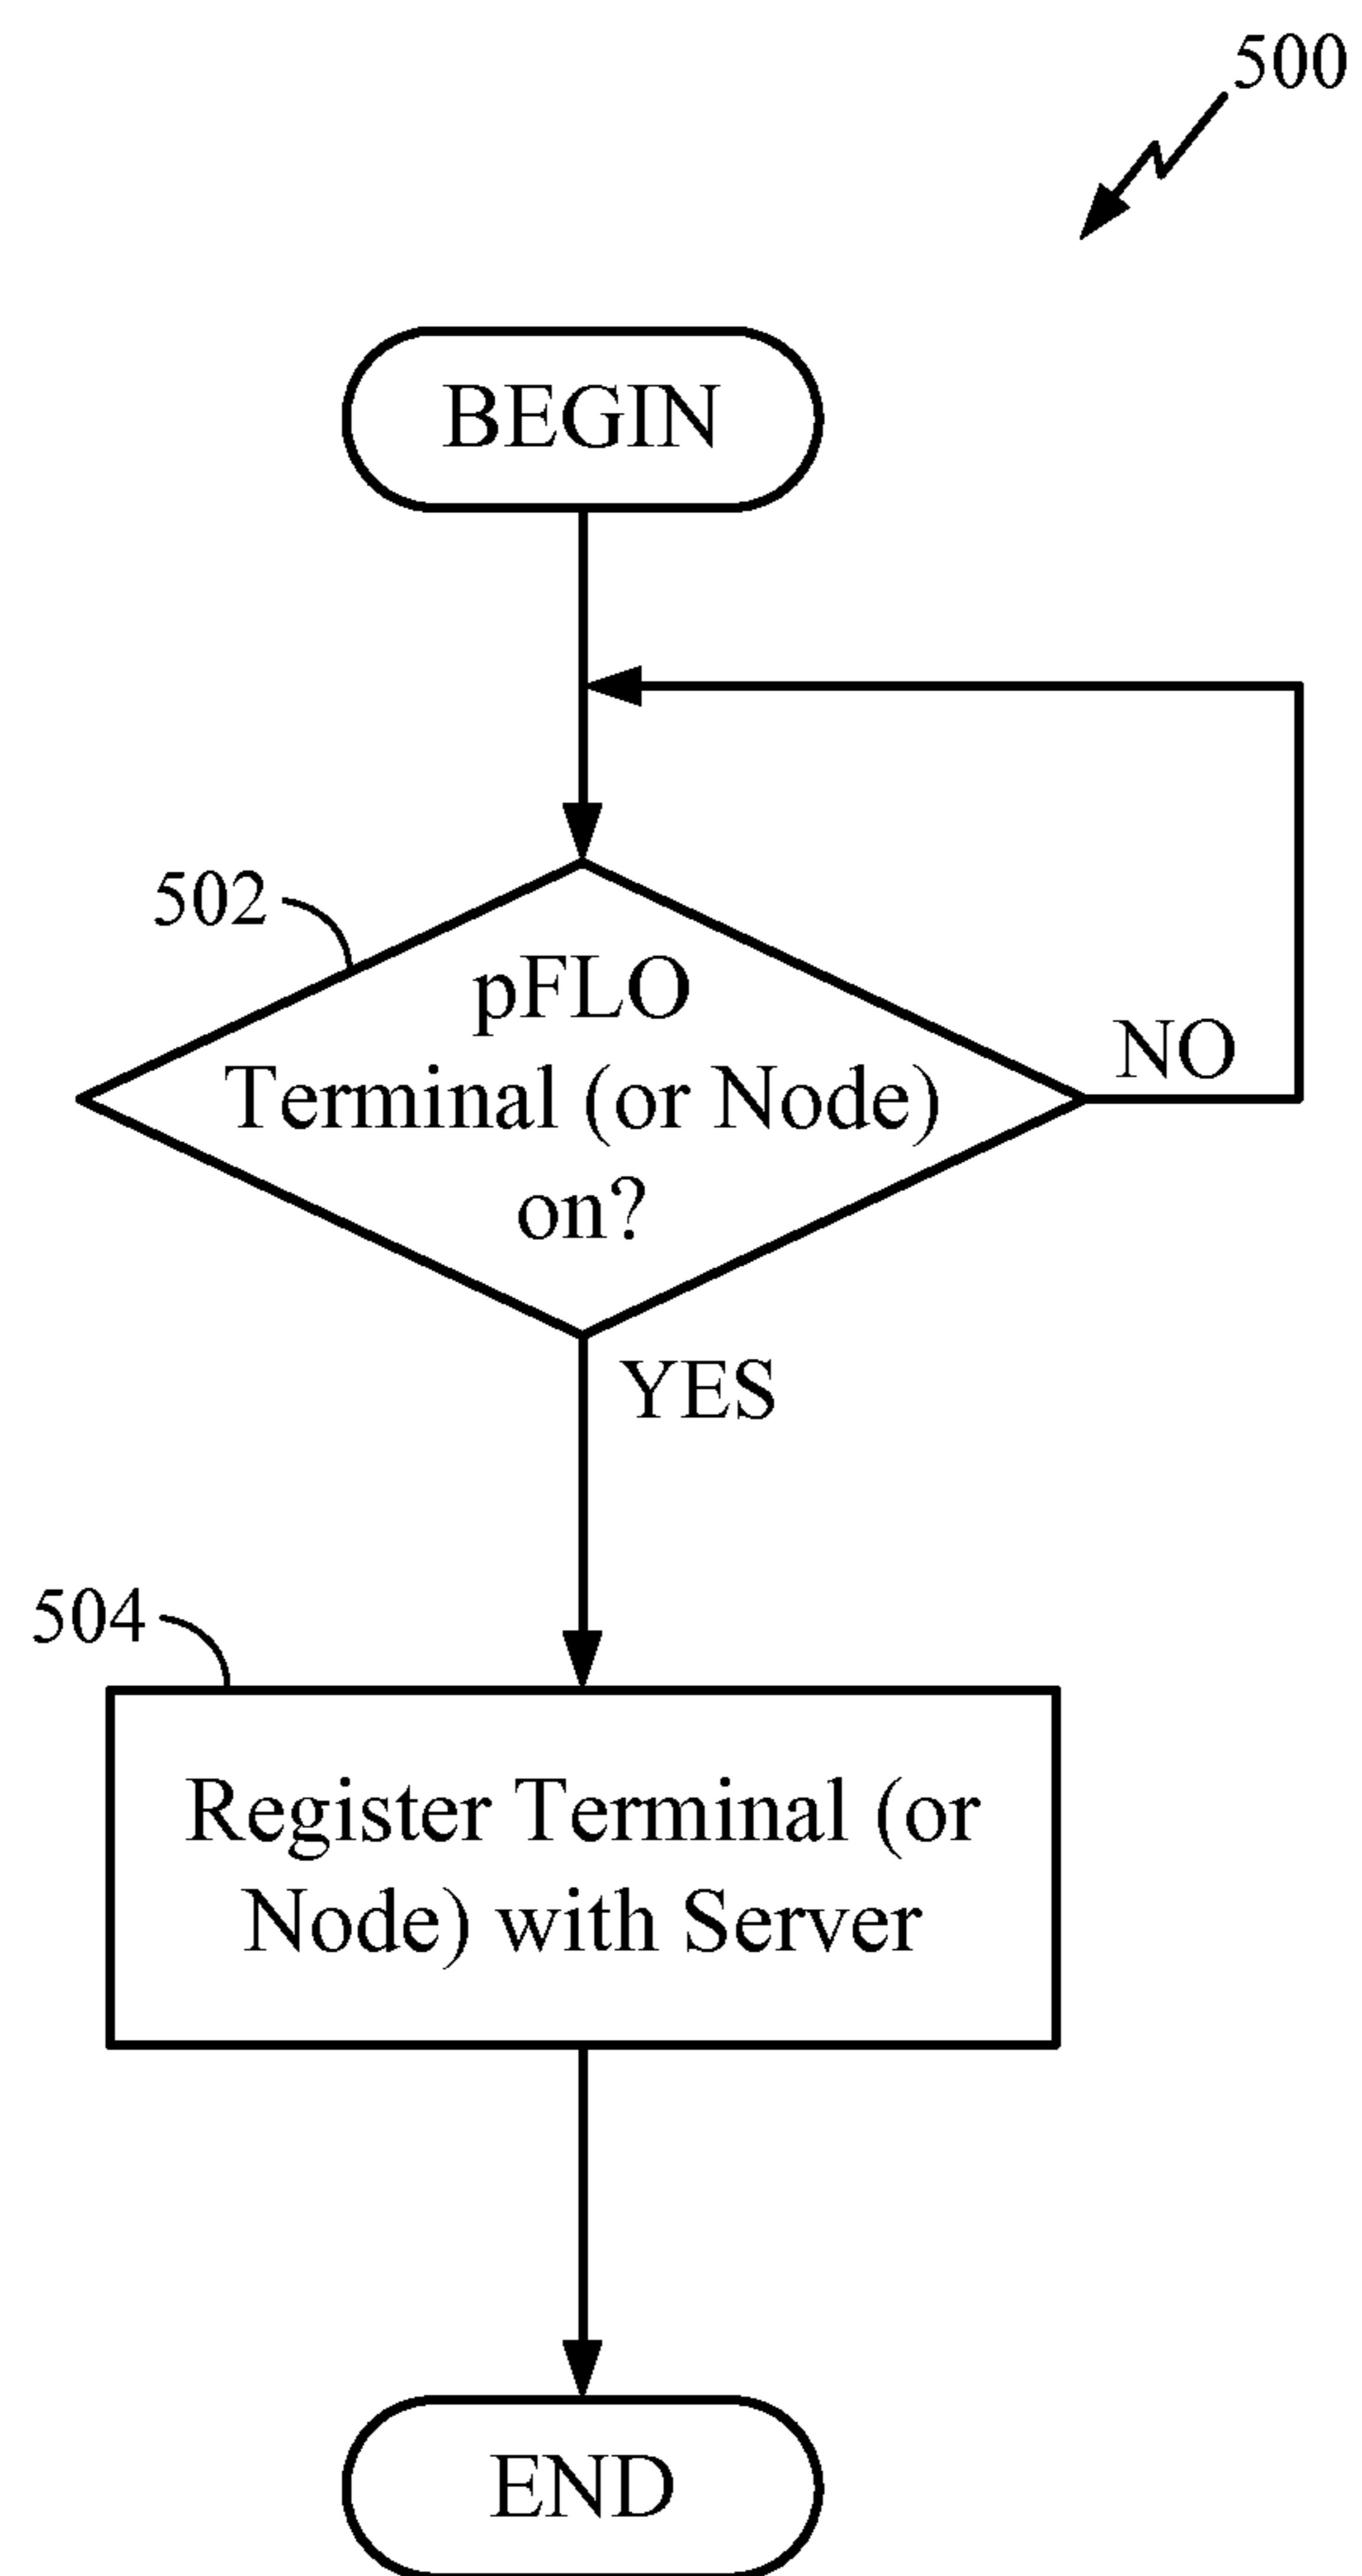 500
BEGIN
502
pFLO
Terminal (or Node)
on?
NO
YES
504
Register Terminal (or
Node) with Server
END